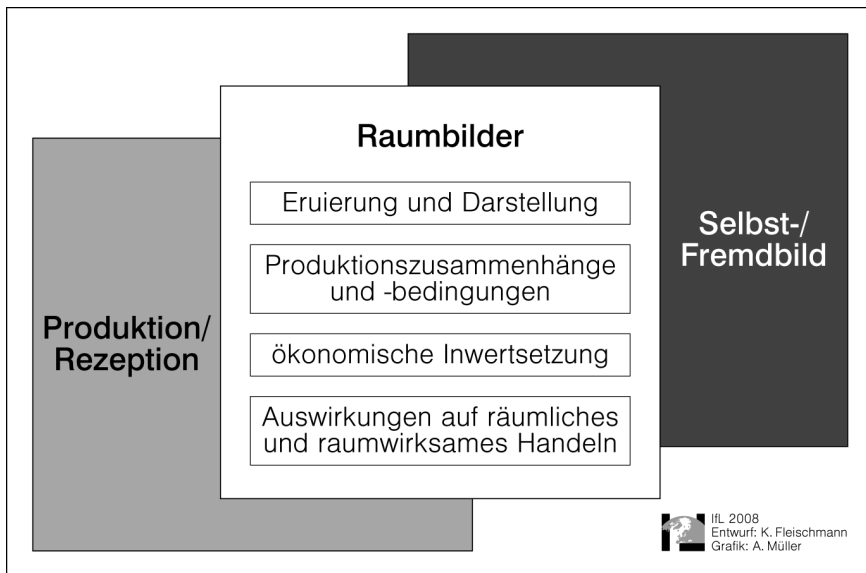 Raumbilder
Eruierung und Darstellung
Produktionszusammenhänge
und -bedingungen
ökonomische Inwertsetzung
Auswirkungen auf räumliches
und raumwirksames Handeln
Produktion/
Rezeption
Selbst-/
Fremdbild
IfL 2008
Entwurf: K. Fleischmann
Grafik: A. Müller